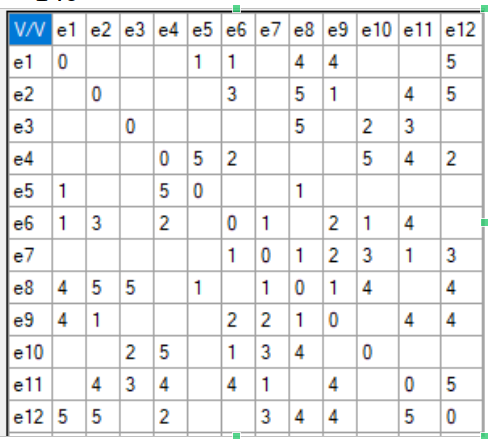 V/V e1 e2 e3 e4 e5 e6 e7 e8 e9 e10 e11 e12
e1 0 1 1 4 4 5
e2 0 3 5 1 4 5
e3 0 5 2 3
e4 0 5 2 5 4 2
e5 1 5 0 1
e6 1 3 2 0 1 2 1 4
e7 1 0 1 2 3 1 3
e8 4 5 5 1 1 0 1 4 4
e9 4 1 2 2 1 0 4 4
e10 2 5 1 3 4 0
e11 4 3 4 4 1 4 0 5
e12 5 5 2 3 4 4 5 0